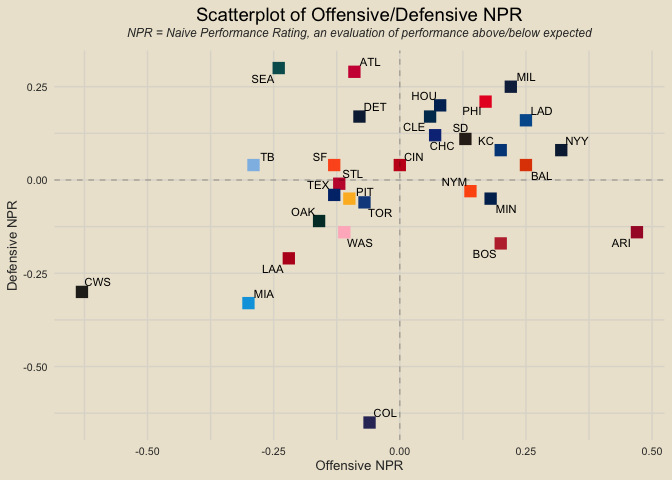 Scatterplot of Offensive/Defensive NPR
NPR = Naive Performance Rating, an evaluation of performance above/below expected
ATL
SEA
MIL
0.25
HOU
PHI
LAD
DET
CLE
SD
CHC
KC
NYY
TB
SF
CIN
BAL
STL
0.00
TEX
PIT
NYM
TOR
MIN
OAK
WAS
BOS
ARI
LAA
Defensive NPR
-0.25
CWS
MIA
-0.50
COL
-0.50
-0.25
0.00
0.25
0.50
Offensive NPR